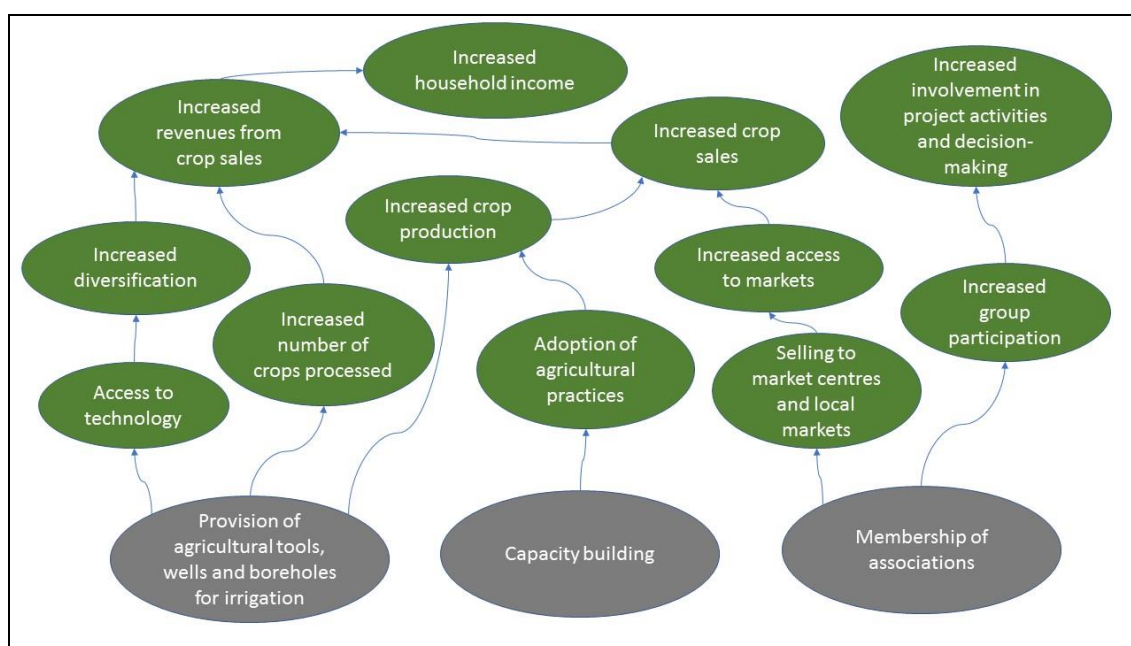 Increased
household income
Increased
involvement in
project activities
and decision-
making
Increased
revenues from
crop sales
Increased crop
sales
Increased crop
production
Increased
diversification
Increased access
to markets
Increased
group
participation
Increased
number of
crops processed
Adoption of
agricultural
practices
Selling to
market centres
and local
markets
Access to
technology
Provision of
agricultural tools,
wells and boreholes
for irrigation
Capacity building
Membership of
associations